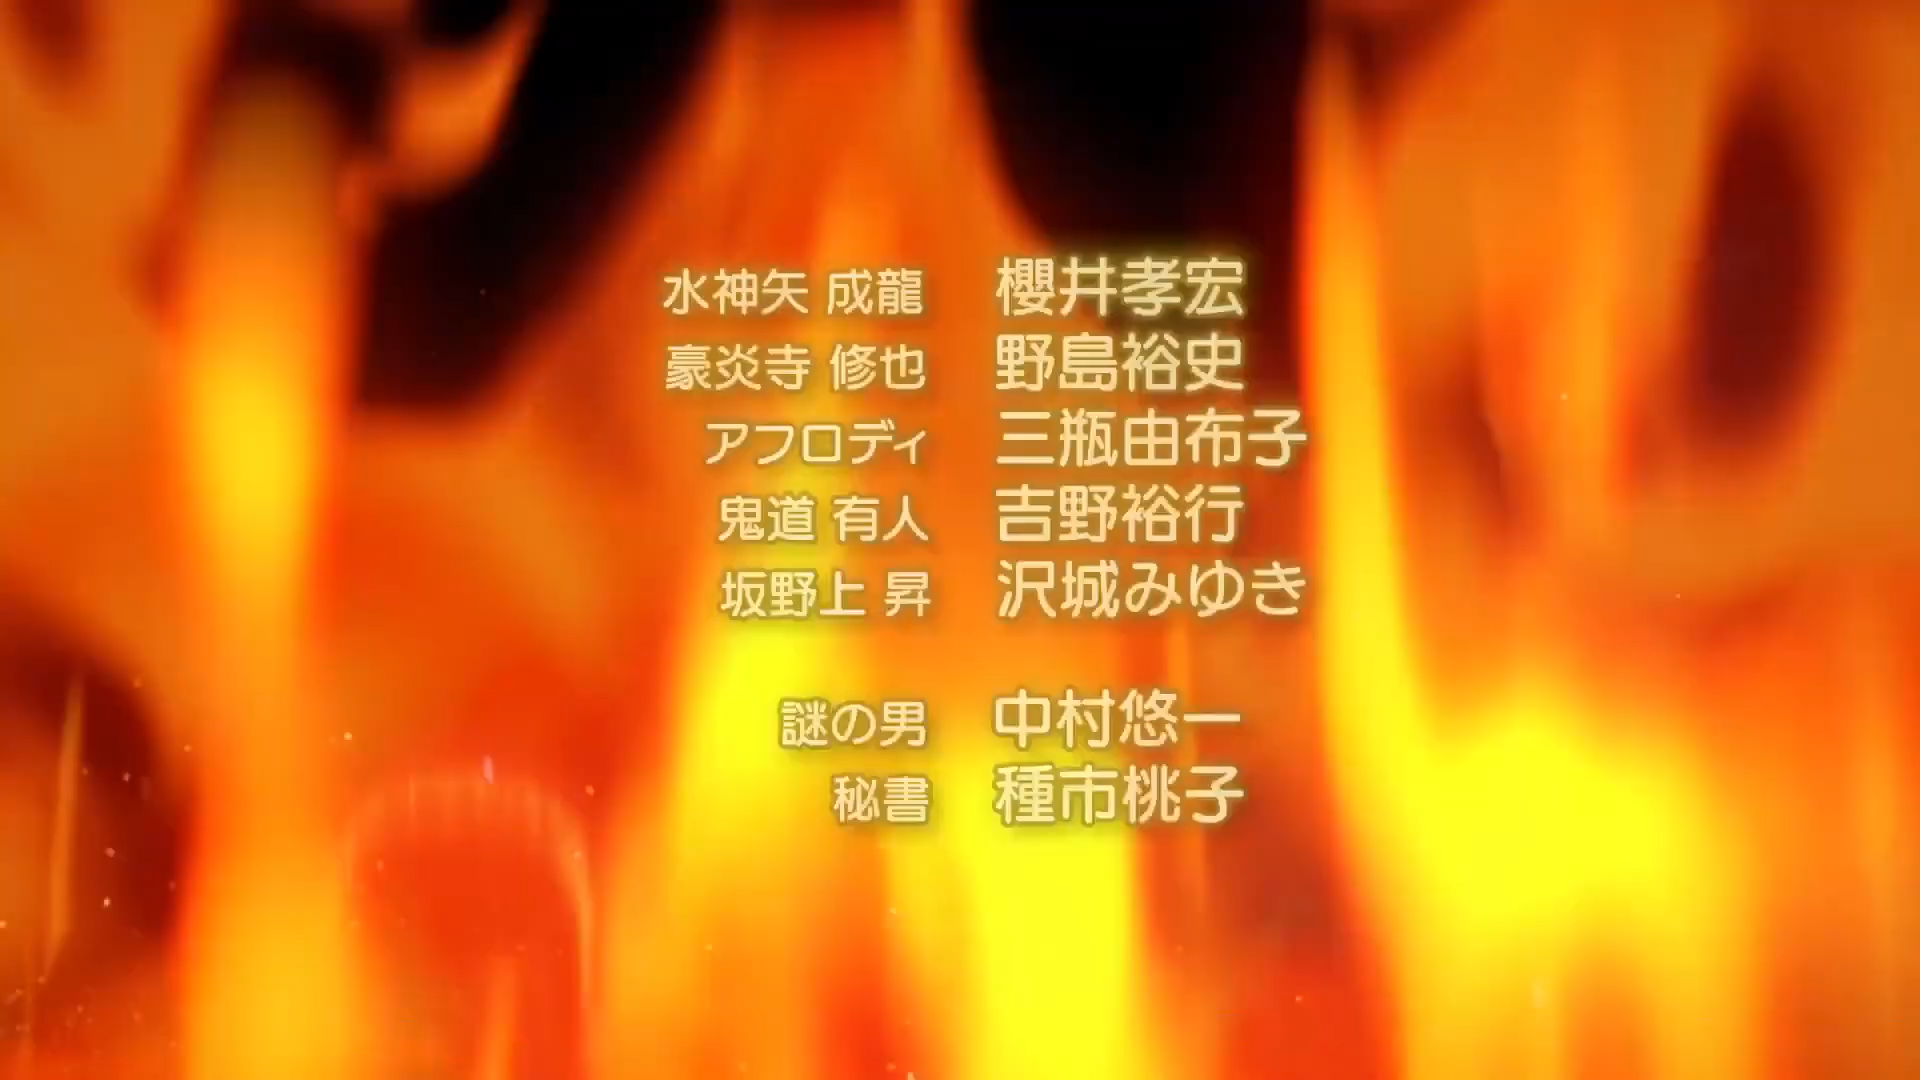 水神矢 成龍 櫻井孝宏
豪炎寺 修也 野島裕史
アフロディ 三瓶由布子
鬼道 有人 吉野裕行
坂野上 昇 沢城みゆき
謎の男 中村悠一
秘書 種市桃子